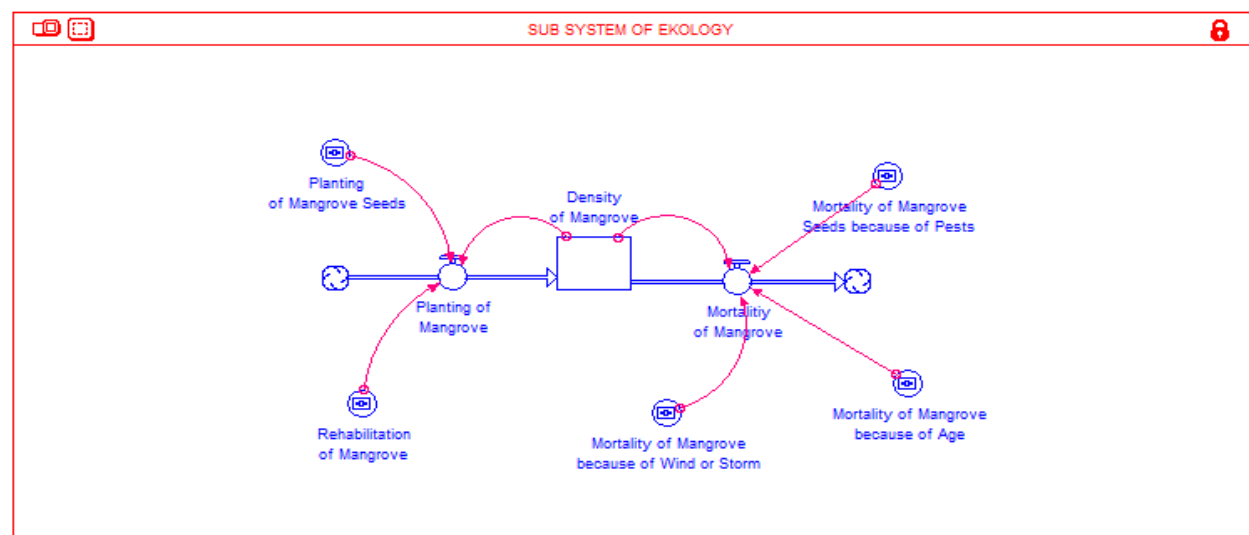 SUB SYSTEM OF EKOLOGY
Planting
of Mangrove Seeds
Density
of Mangrove
Mortality of Mangrove
Seeds because of Pests
Planting of
Mangrove
Mortalitiy
of Mangrove
Rehabilitation
of Mangrove
Mortality of Mangrove
because of Wind or Storm
Mortality of Mangrove
because of Age